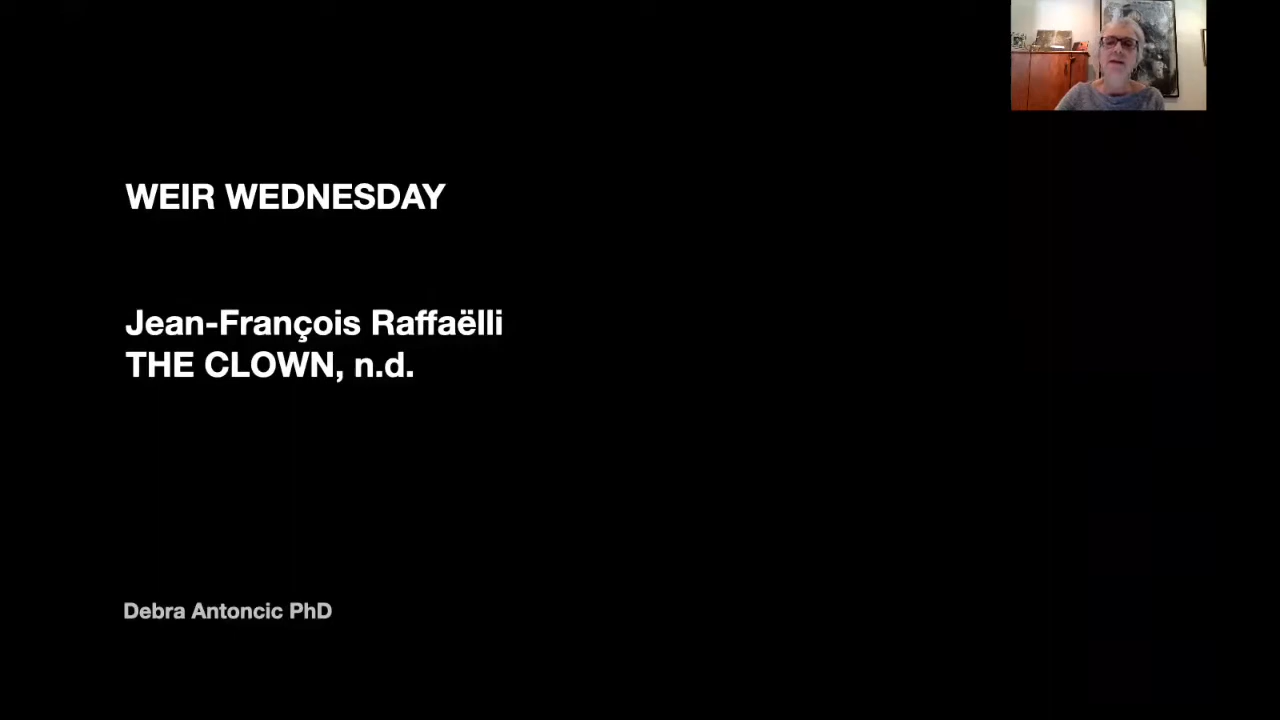 WEIR WEDNESDAY
Jean-François Raffaëlli
THE CLOWN, n.d.
Debra Antoncic PhD